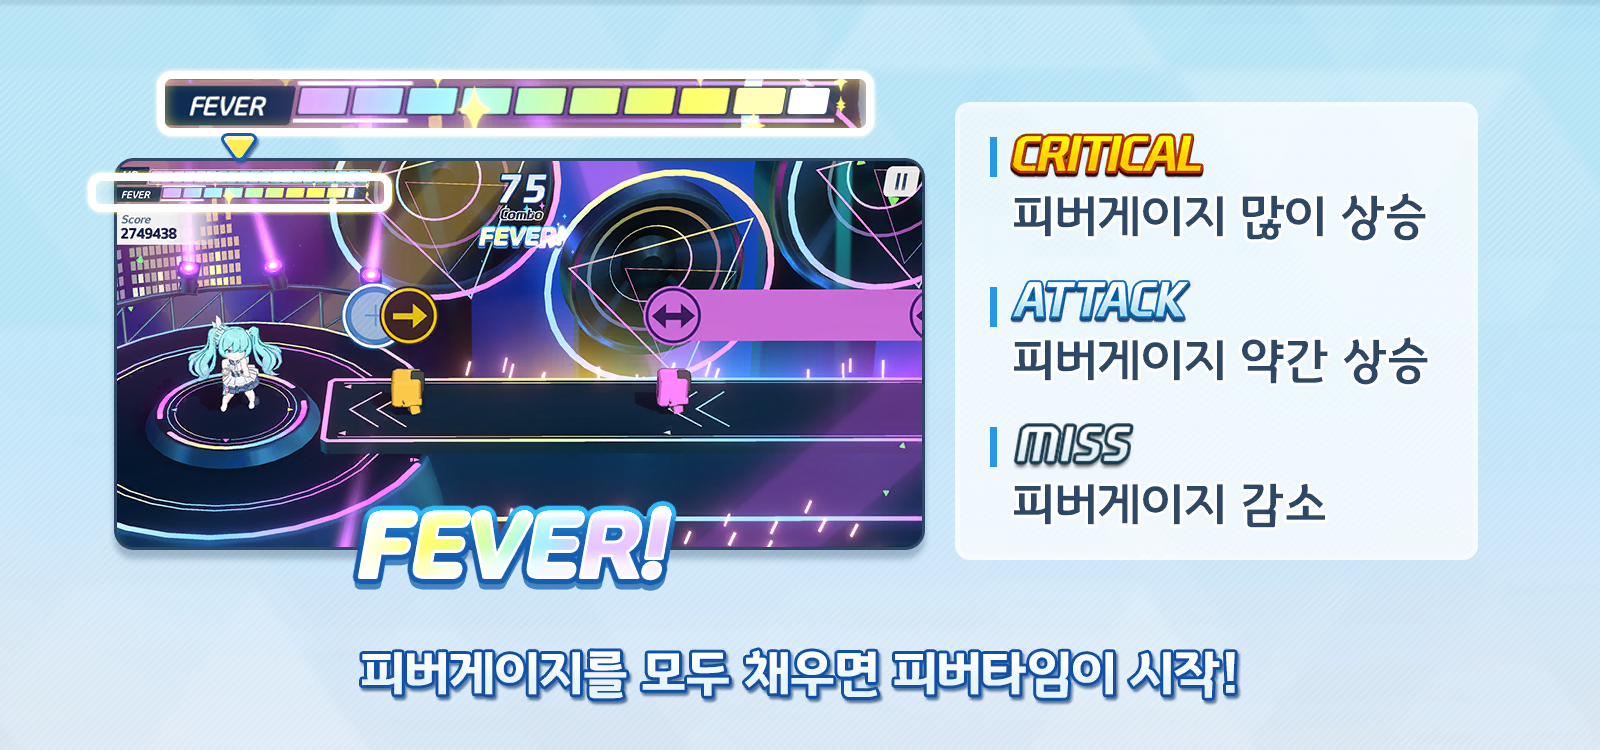 FEVER
FEVER
Score
2749438
75
Combo
FEVER!
FEVER!
CRITICAL
피버게이지 많이 상승
ATTACK
피버게이지 약간 상승
MISS
피버게이지 감소
피버게이지를 모두 채우면 피버타임이 시작!